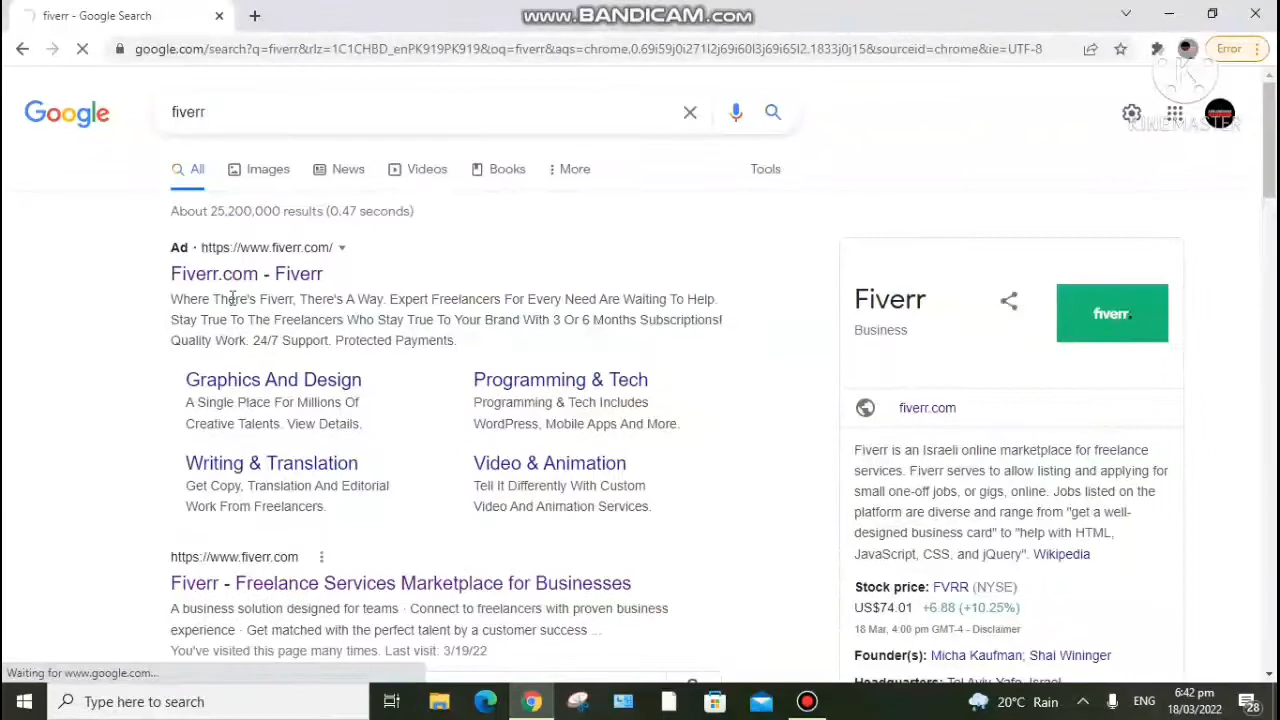 fiverr - Google Search
www.BANDICAM.com
google.com/search?q=fiverr&rlz=1C1CHBD_enPK919PK919&oq=fiverr&aqs=chrome.0.69i59j0i271l2j69i60l3j69i65l2.1833j0j15&sourceid=chrome&ie=UTF-8
Error
Google
fiverr
KINEMASTER
All
Images
News
Videos
Books
More
Tools
About 25,200,000 results (0.47 seconds)
Ad · https://www.fiverr.com/
Fiverr.com - Fiverr
Where There's Fiverr, There's A Way. Expert Freelancers For Every Need Are Waiting To Help.
Stay True To The Freelancers Who Stay True To Your Brand With 3 Or 6 Months Subscriptions!
Quality Work. 24/7 Support. Protected Payments.
Graphics And Design
A Single Place For Millions Of
Creative Talents. View Details.
Programming & Tech
Programming & Tech Includes
WordPress, Mobile Apps And More.
Writing & Translation
Get Copy, Translation And Editorial
Work From Freelancers.
Video & Animation
Tell It Differently With Custom
Video And Animation Services.
https://www.fiverr.com
Fiverr - Freelance Services Marketplace for Businesses
A business solution designed for teams · Connect to freelancers with proven business
experience · Get matched with the perfect talent by a customer success ...
You've visited this page many times. Last visit: 3/19/22
Fiverr
Business
fiverr.
fiverr.com
Fiverr is an Israeli online marketplace for freelance
services. Fiverr serves to allow listing and applying for
small one-off jobs, or gigs, online. Jobs listed on the
platform are diverse and range from "get a well-
designed business card" to "help with HTML,
JavaScript, CSS, and jQuery". Wikipedia
Stock price: FVRR (NYSE)
US$74.01 +6.88 (+10.25%)
18 Mar, 4:00 pm GMT-4 - Disclaimer
Founder(s): Micha Kaufman; Shai Wininger
Headquarters: Tel Aviv-Yafo, Israel
Waiting for www.google.com...
Type here to search
20°C Rain
ENG
6:42 pm
18/03/2022
28